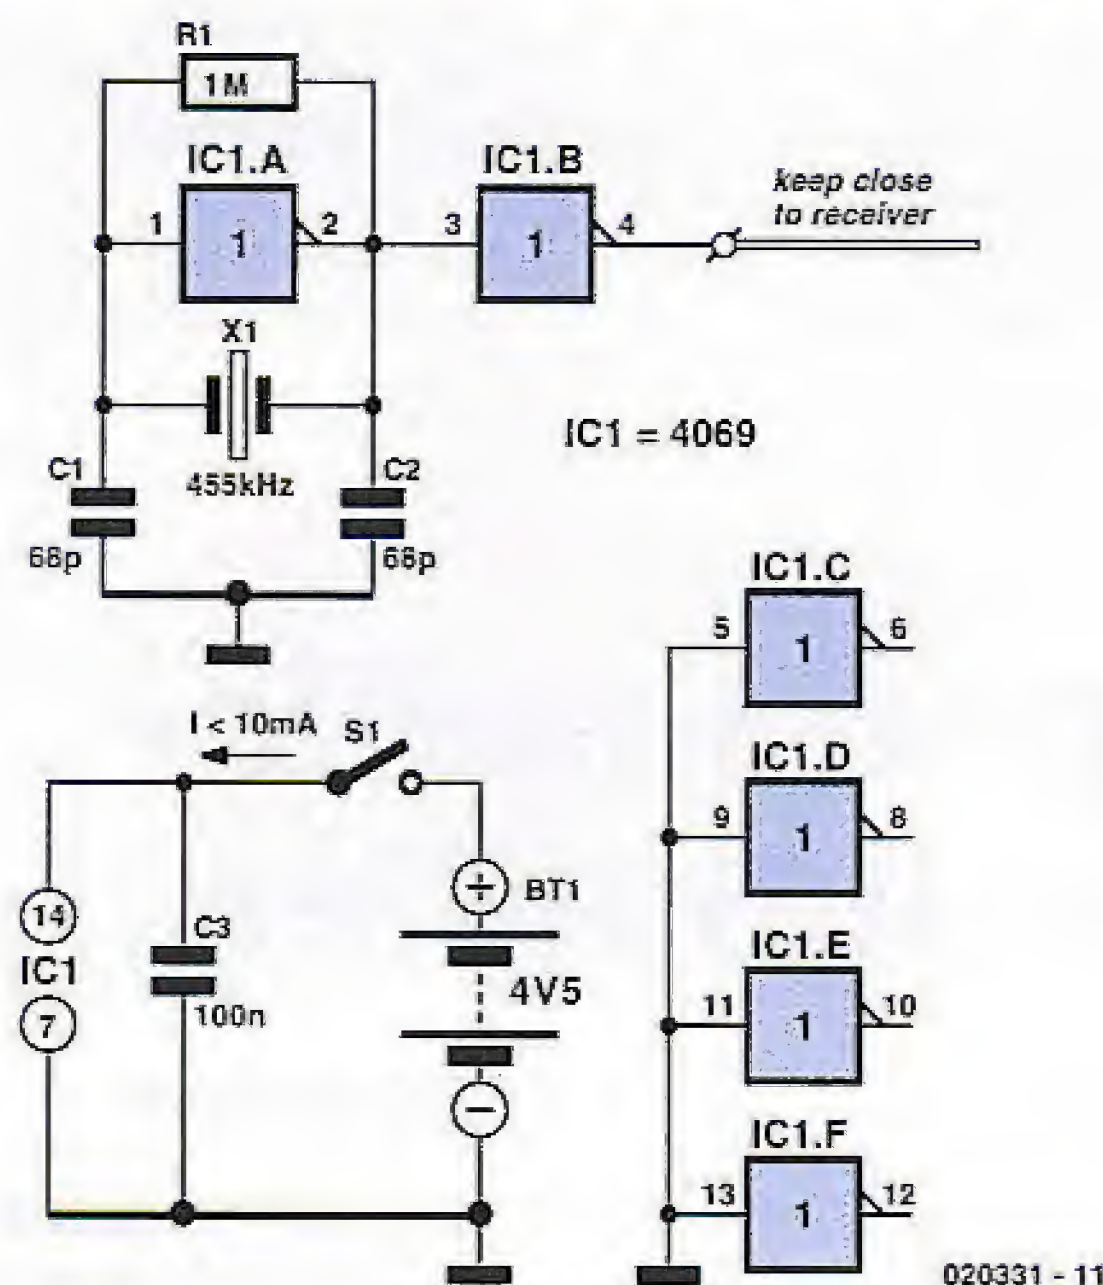 R1
1M
IC1.A
1
1
2
IC1.B
3
1
4
keep close
to receiver
X1
455kHz
C1
68p
C2
68p
IC1 = 4069
I < 10mA
S1
14
IC1
7
C3
100n
+
BT1
4V5
−
IC1.C
5
1
6
IC1.D
9
1
8
IC1.E
11
1
10
IC1.F
13
1
12
020331 - 11